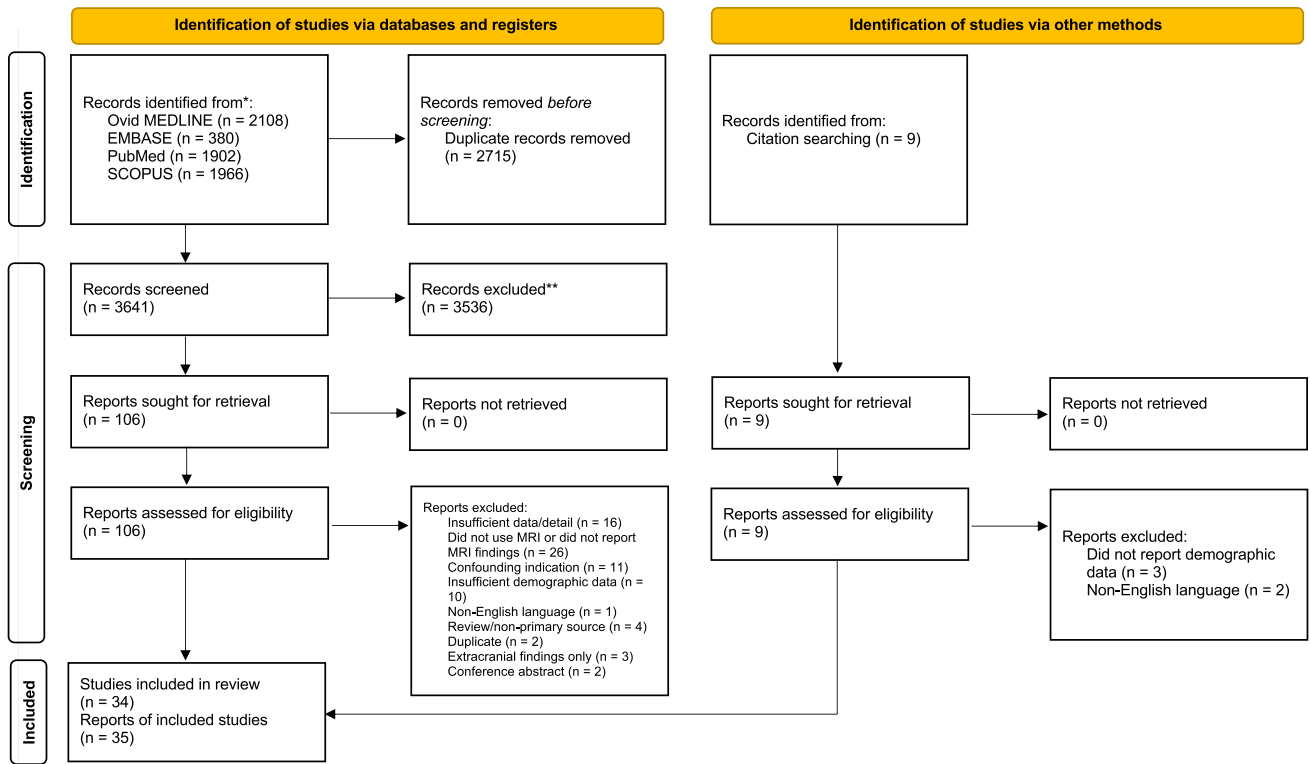 Identification of studies via databases and registers
Identification of studies via other methods
Identification
Records identified from*:
Ovid MEDLINE (n = 2108)
EMBASE (n = 380)
PubMed (n = 1902)
SCOPUS (n = 1966)
Records removed before
screening:
Duplicate records removed
(n = 2715)
Records identified from:
Citation searching (n = 9)
Screening
Records screened
(n = 3641)
Records excluded**
(n = 3536)
Reports sought for retrieval
(n = 106)
Reports not retrieved
(n = 0)
Reports sought for retrieval
(n = 9)
Reports not retrieved
(n = 0)
Reports assessed for eligibility
(n = 106)
Reports excluded:
Insufficient data/detail (n = 16)
Did not use MRI or did not report
MRI findings (n = 26)
Confounding indication (n = 11)
Insufficient demographic data (n =
10)
Non-English language (n = 1)
Review/non-primary source (n = 4)
Duplicate (n = 2)
Extracranial findings only (n = 3)
Conference abstract (n = 2)
Reports assessed for eligibility
(n = 9)
Reports excluded:
Did not report demographic
data (n = 3)
Non-English language (n = 2)
Included
Studies included in review
(n = 34)
Reports of included studies
(n = 35)